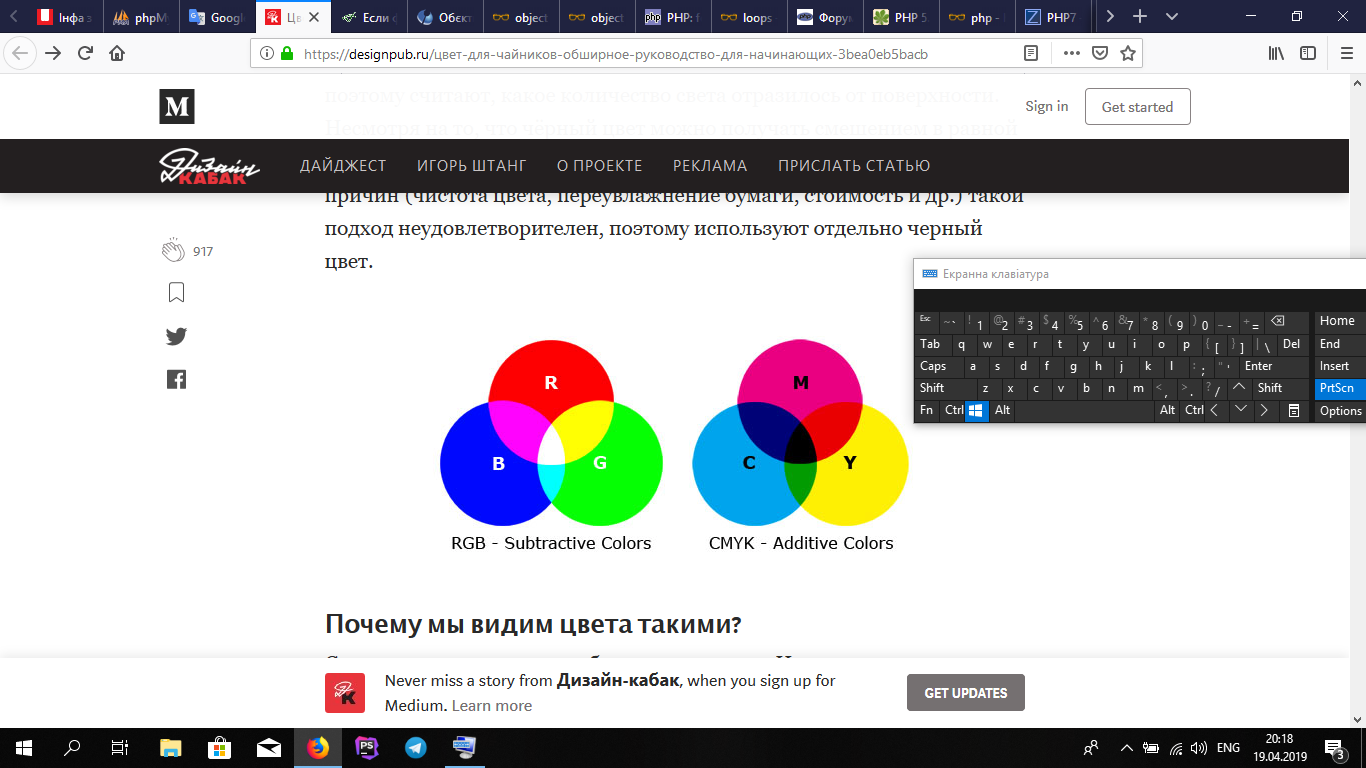 Інфа з
phpMy
Google
Цв
Если
Обєкт
object
object
PHP: f
loops
Форум
PHP 5.
php -
PHP7 -
https://designpub.ru/цвет-для-чайников-обширное-руководство-для-начинающих-3bea0eb5bacb
поэтому считают, какое количество света отразилось от поверхности.
Несмотря на то, что чёрный цвет можно получать смешением в равной
M
Sign in
Get started
Дизайн КАБАК
ДАЙДЖЕСТ
ИГОРЬ ШТАНГ
О ПРОЕКТЕ
РЕКЛАМА
ПРИСЛАТЬ СТАТЬЮ
причин (чистота цвета, переувлажнение бумаги, стоимость и др.) такой
подход неудовлетворителен, поэтому используют отдельно черный
цвет.
917
Екранна клавіатура
Esc ~ ` ! 1 @ 2 # 3 $ 4 % 5 ^ 6 & 7 * 8 ( 9 ) 0 _ - + = Home
Tab q w e r t y u i o p { [ } ] | \ Del End
Caps a s d f g h j k l : ; " ' Enter Insert
Shift z x c v b n m < , > . ? / Shift PrtScn
Fn Ctrl Alt Alt Ctrl Options
R
B
G
RGB - Subtractive Colors
M
C
Y
CMYK - Additive Colors
Почему мы видим цвета такими?
Never miss a story from Дизайн-кабак, when you sign up for
Medium. Learn more
GET UPDATES
PS
ENG
20:18
19.04.2019
3